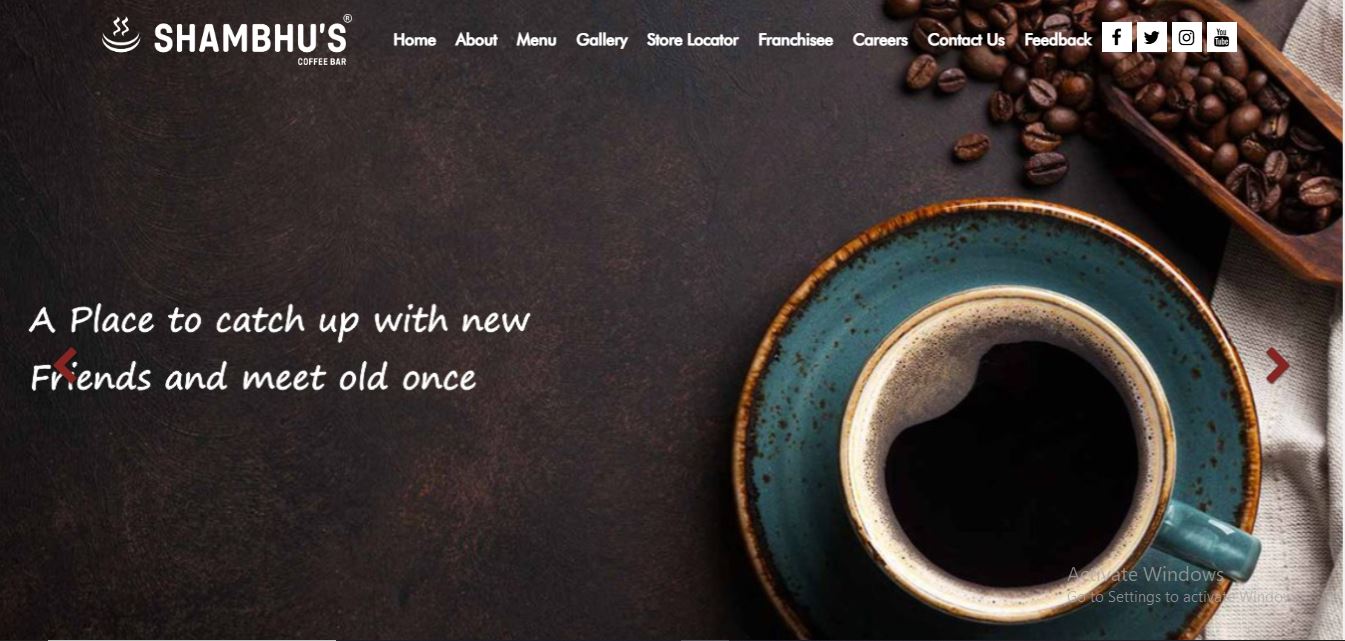 SHAMBHU'S®
COFFEE BAR
Home About Menu Gallery Store Locator Franchisee Careers Contact Us Feedback
You
Tube
A Place to catch up with new
Friends and meet old once
Activate Windows
Go to Settings to activate Windows